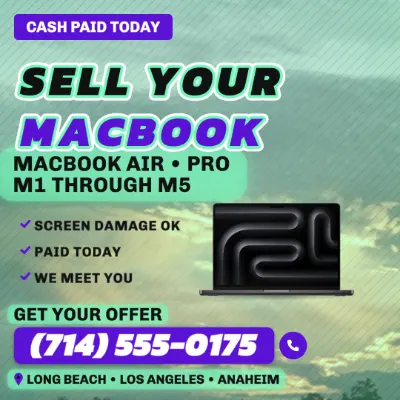 CASH PAID TODAY
SELL YOUR
MACBOOK
MACBOOK AIR • PRO
M1 THROUGH M5
SCREEN DAMAGE OK
PAID TODAY
WE MEET YOU
GET YOUR OFFER
(714) 555-0175
LONG BEACH • LOS ANGELES • ANAHEIM